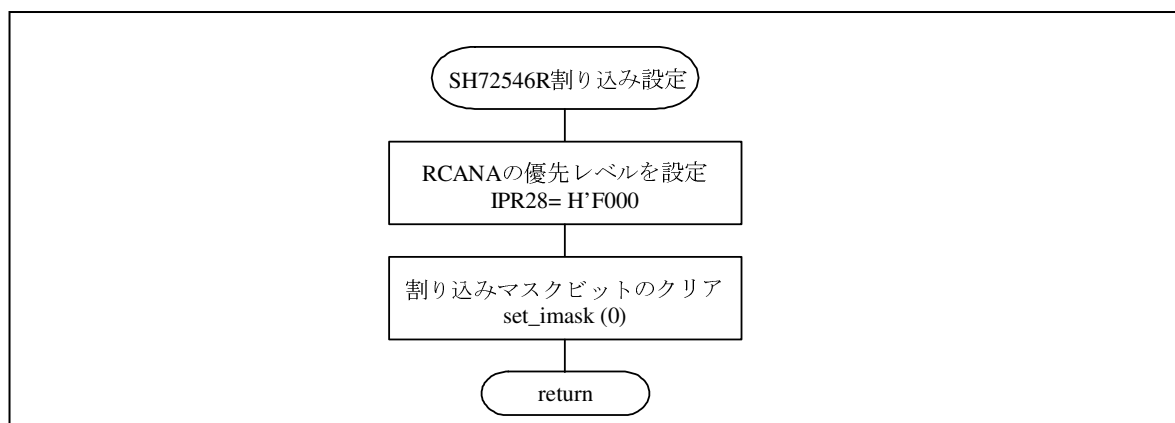 SH72546R割り込み設定
RCANAの優先レベルを設定
IPR28= H’F000
割り込みマスクビットのクリア
set_imask (0)
return